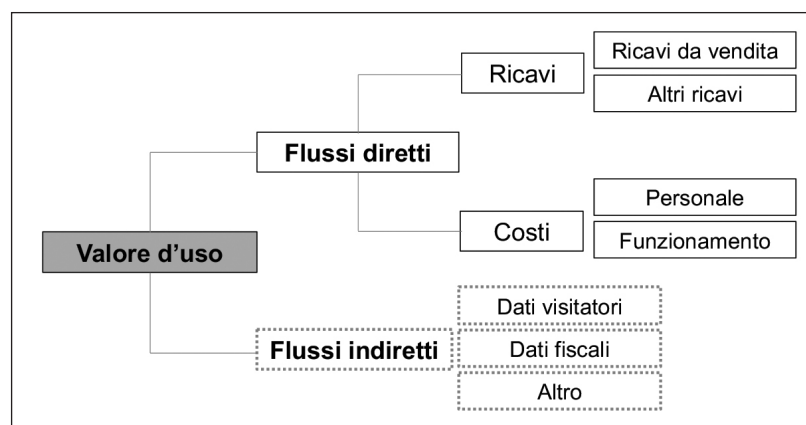 Valore d'uso
Flussi diretti
Ricavi
Ricavi da vendita
Altri ricavi
Costi
Personale
Funzionamento
Flussi indiretti
Dati visitatori
Dati fiscali
Altro